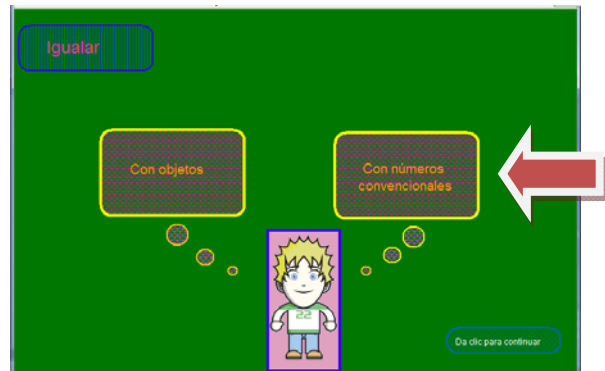 Igualar
Con objetos
Con números
convencionales
22
Da clic para continuar